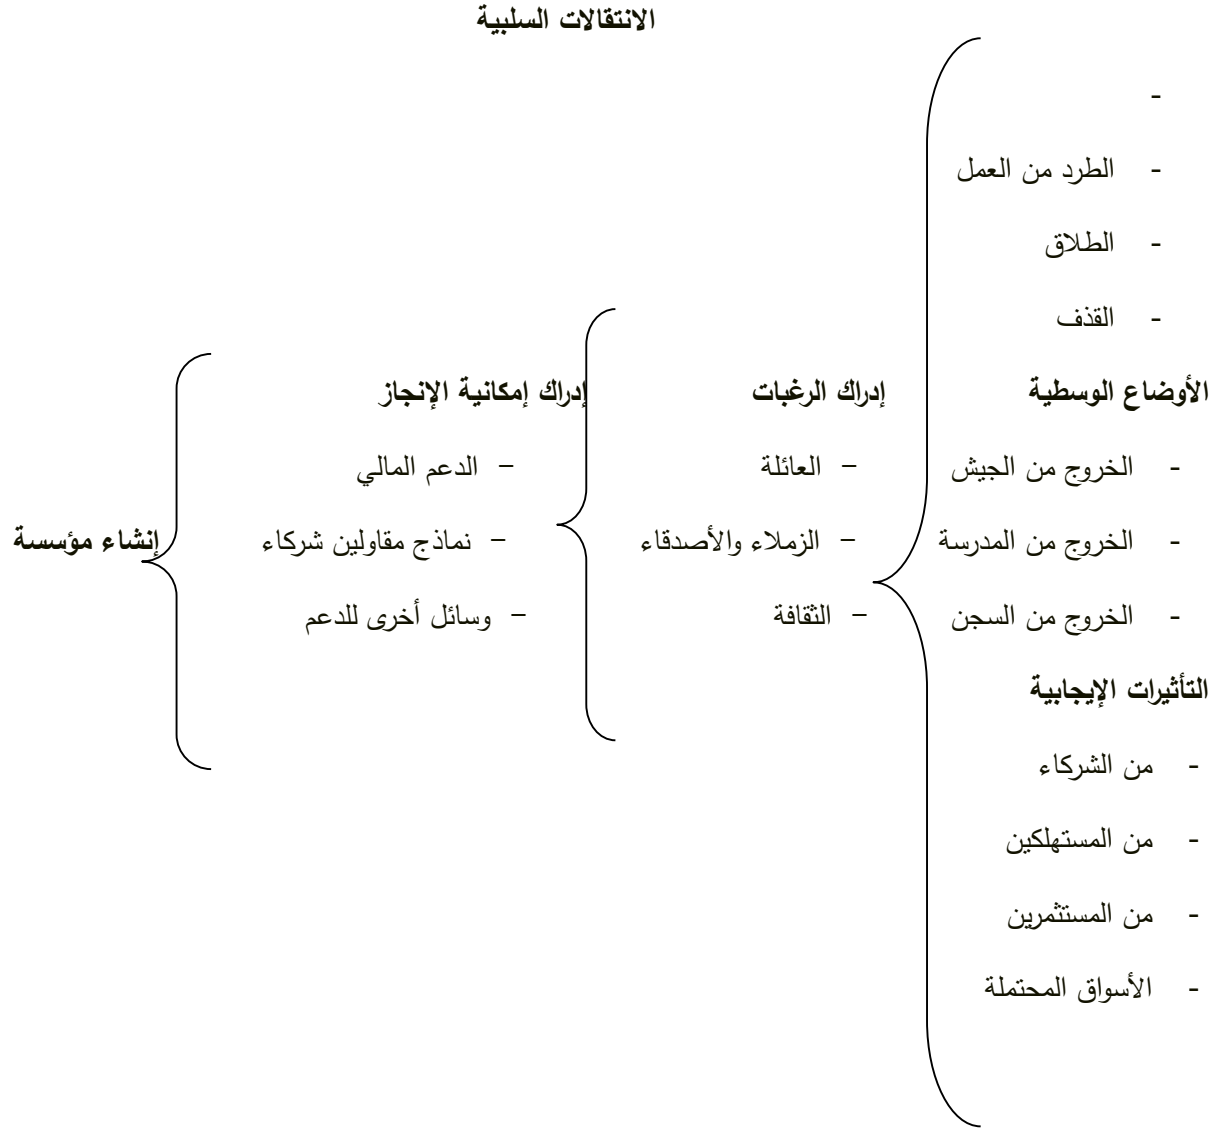 الانتقالات السلبية
-
- الطرد من العمل
- الطلاق
- القذف
الأوضاع الوسطية
- الخروج من الجيش
- الخروج من المدرسة
- الخروج من السجن
التأثيرات الإيجابية
- من الشركاء
- من المستهلكين
- من المستثمرين
- الأسواق المحتملة
إدراك الرغبات
– العائلة
– الزملاء والأصدقاء
– الثقافة
إدراك إمكانية الإنجاز
– الدعم المالي
– نماذج مقاولين شركاء
– وسائل أخرى للدعم
إنشاء مؤسسة